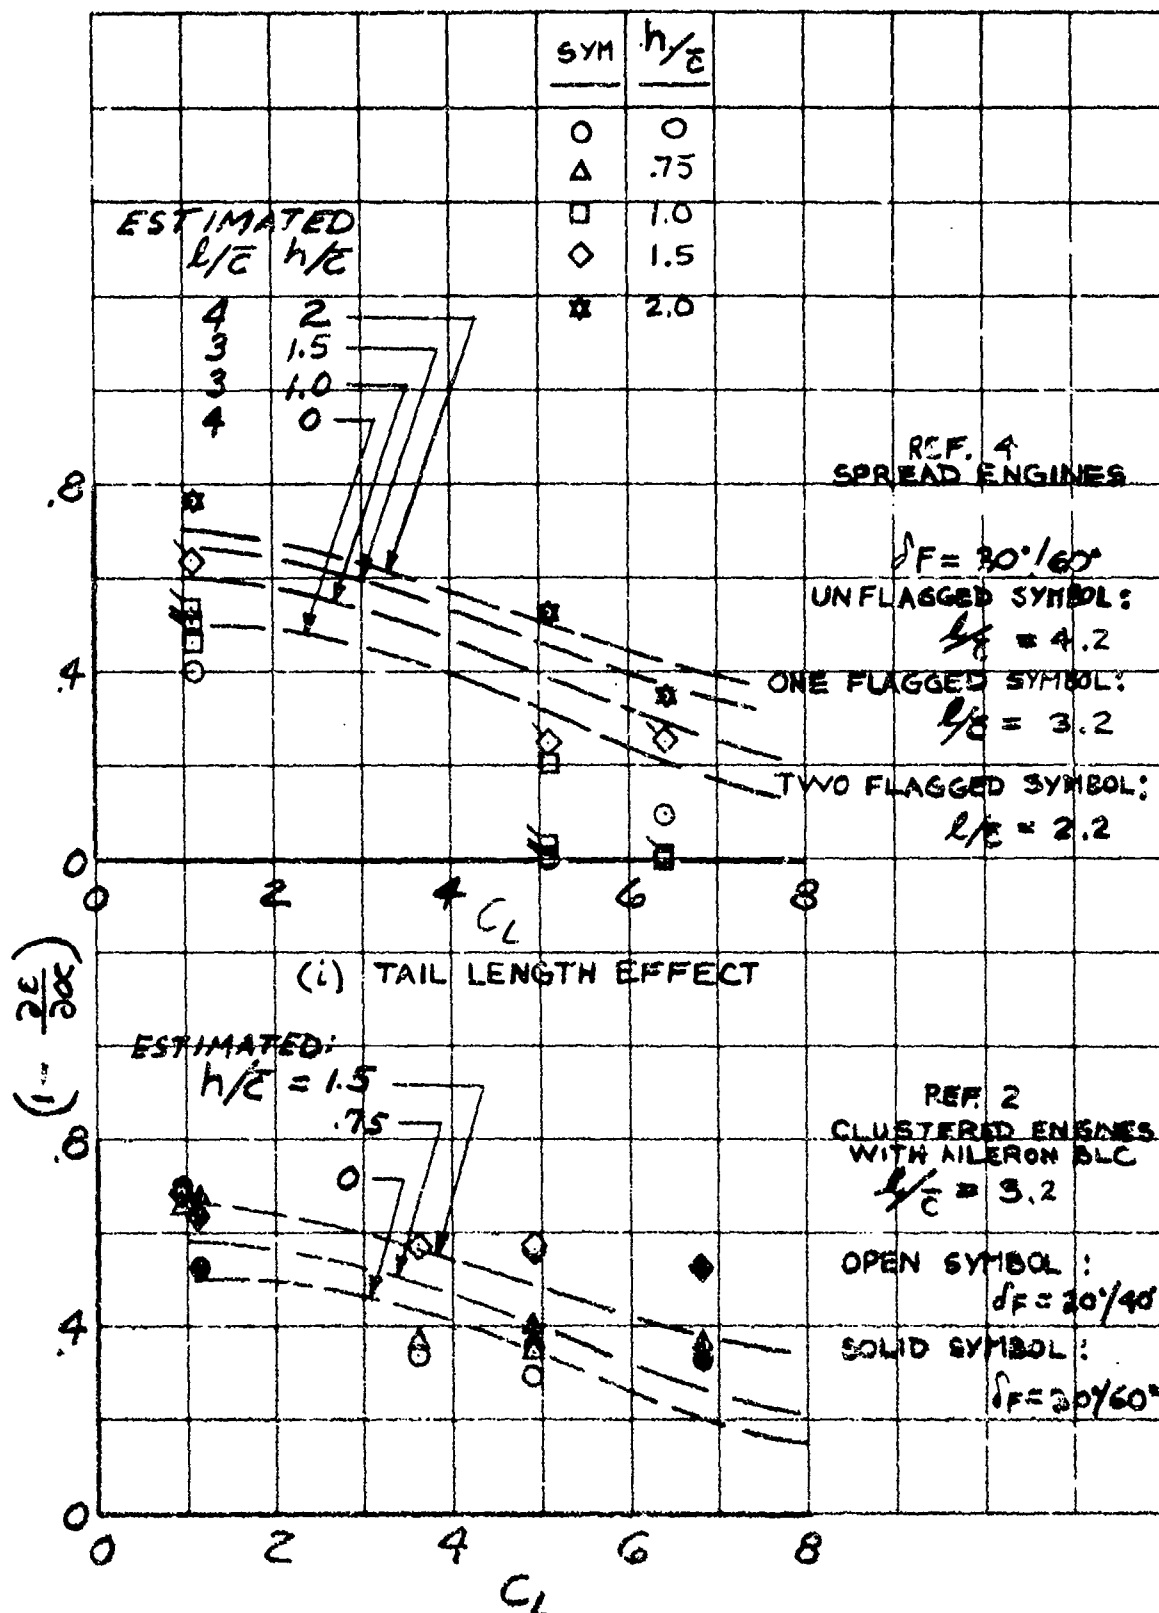 SYM h/c̄
○ 0
△ .75
□ 1.0
◇ 1.5
2.0
ESTIMATED
l/c̄ h/c̄
4 2
3 1.5
3 1.0
4 0
REF. 4
SPREAD ENGINES
δF = 30°/60°
UNFLAGGED SYMBOL:
l/c̄ = 4.2
ONE FLAGGED SYMBOL:
l/c̄ = 3.2
TWO FLAGGED SYMBOL:
l/c̄ = 2.2
.8
.4
0
0 2 4 6 8
C_L
(i) TAIL LENGTH EFFECT
(1 - ∂ε/∂α)
ESTIMATED:
h/c̄ = 1.5
.75
0
REF. 2
CLUSTERED ENGINES
WITH AILERON BLC
l/c̄ = 3.2
OPEN SYMBOL:
δF = 20°/40°
SOLID SYMBOL:
δF = 20°/60°
.8
.4
0
0 2 4 6 8
C_L